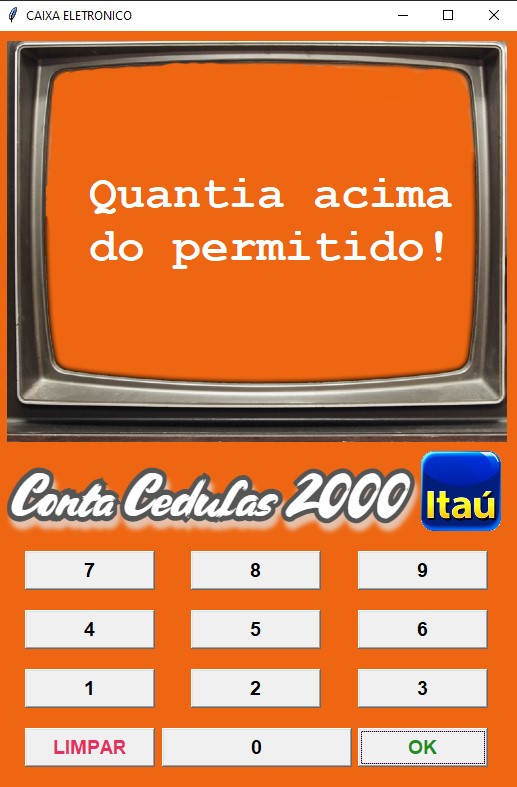 CAIXA ELETRONICO
Quantia acima
do permitido!
Conta Cedulas 2000
Itaú
7 8 9
4 5 6
1 2 3
LIMPAR 0 OK